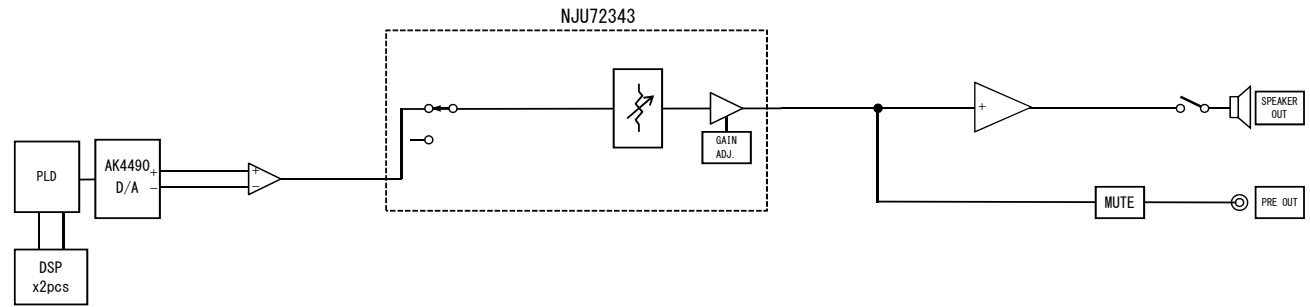 NJU72343
GAIN
ADJ.
+
SPEAKER
OUT
PLD
AK4490
D/A
+
−
+
−
MUTE
PRE OUT
DSP
x2pcs